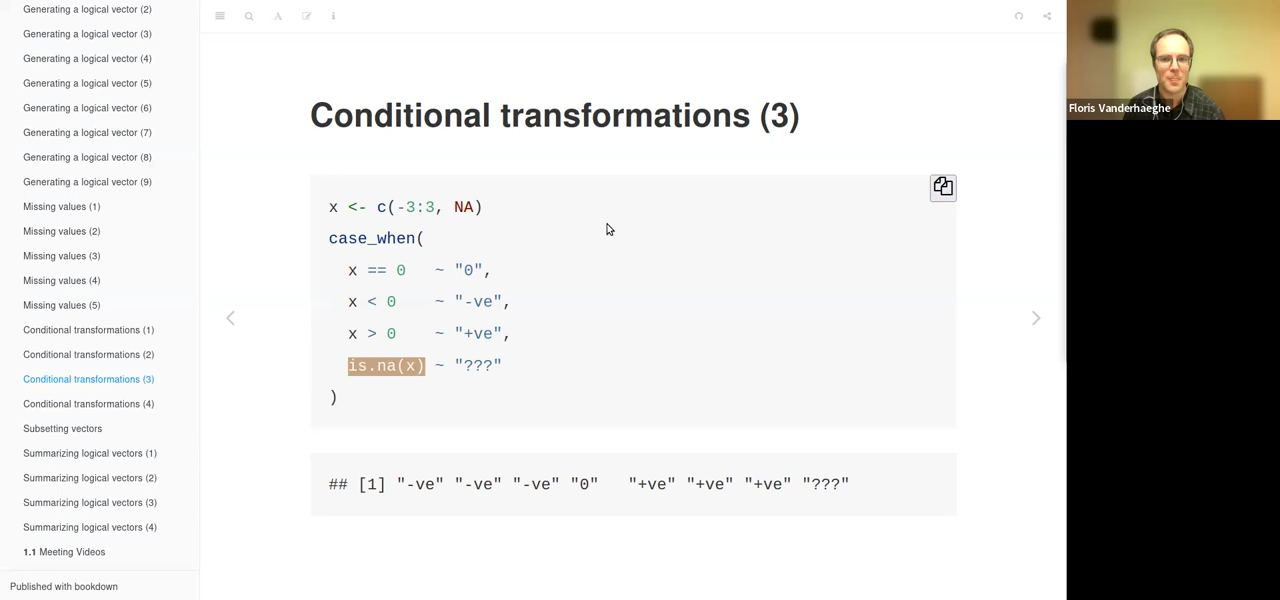 Generating a logical vector (2)
Generating a logical vector (3)
Generating a logical vector (4)
Generating a logical vector (5)
Generating a logical vector (6)
Generating a logical vector (7)
Generating a logical vector (8)
Generating a logical vector (9)
Missing values (1)
Missing values (2)
Missing values (3)
Missing values (4)
Missing values (5)
Conditional transformations (1)
Conditional transformations (2)
Conditional transformations (3)
Conditional transformations (4)
Subsetting vectors
Summarizing logical vectors (1)
Summarizing logical vectors (2)
Summarizing logical vectors (3)
Summarizing logical vectors (4)
1.1 Meeting Videos
Published with bookdown
Conditional transformations (3)
x <- c(-3:3, NA)
case_when(
  x == 0   ~ "0",
  x < 0    ~ "-ve",
  x > 0    ~ "+ve",
  is.na(x) ~ "???"
)
## [1] "-ve" "-ve" "-ve" "0"   "+ve" "+ve" "+ve" "???"
Floris Vanderhaeghe